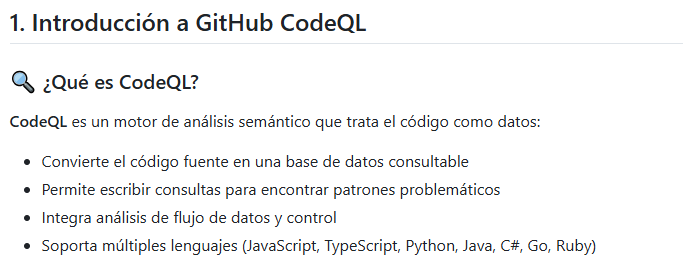 1. Introducción a GitHub CodeQL
🔍 ¿Qué es CodeQL?
CodeQL es un motor de análisis semántico que trata el código como datos:
• Convierte el código fuente en una base de datos consultable
• Permite escribir consultas para encontrar patrones problemáticos
• Integra análisis de flujo de datos y control
• Soporta múltiples lenguajes (JavaScript, TypeScript, Python, Java, C#, Go, Ruby)